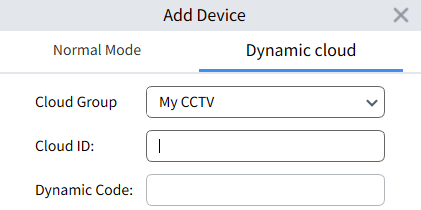 Add Device
Normal Mode Dynamic cloud
Cloud Group My CCTV
Cloud ID:
Dynamic Code: